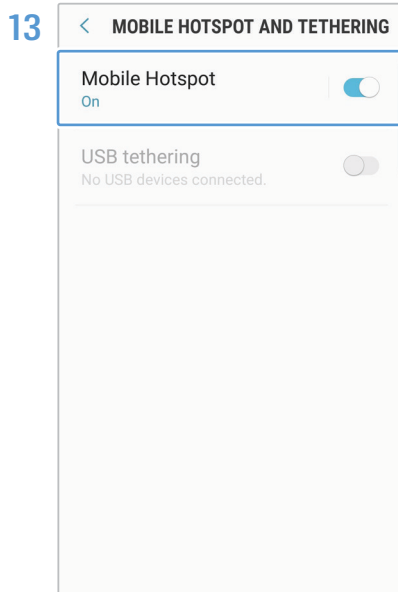 13
< MOBILE HOTSPOT AND TETHERING
Mobile Hotspot
On
USB tethering
No USB devices connected.